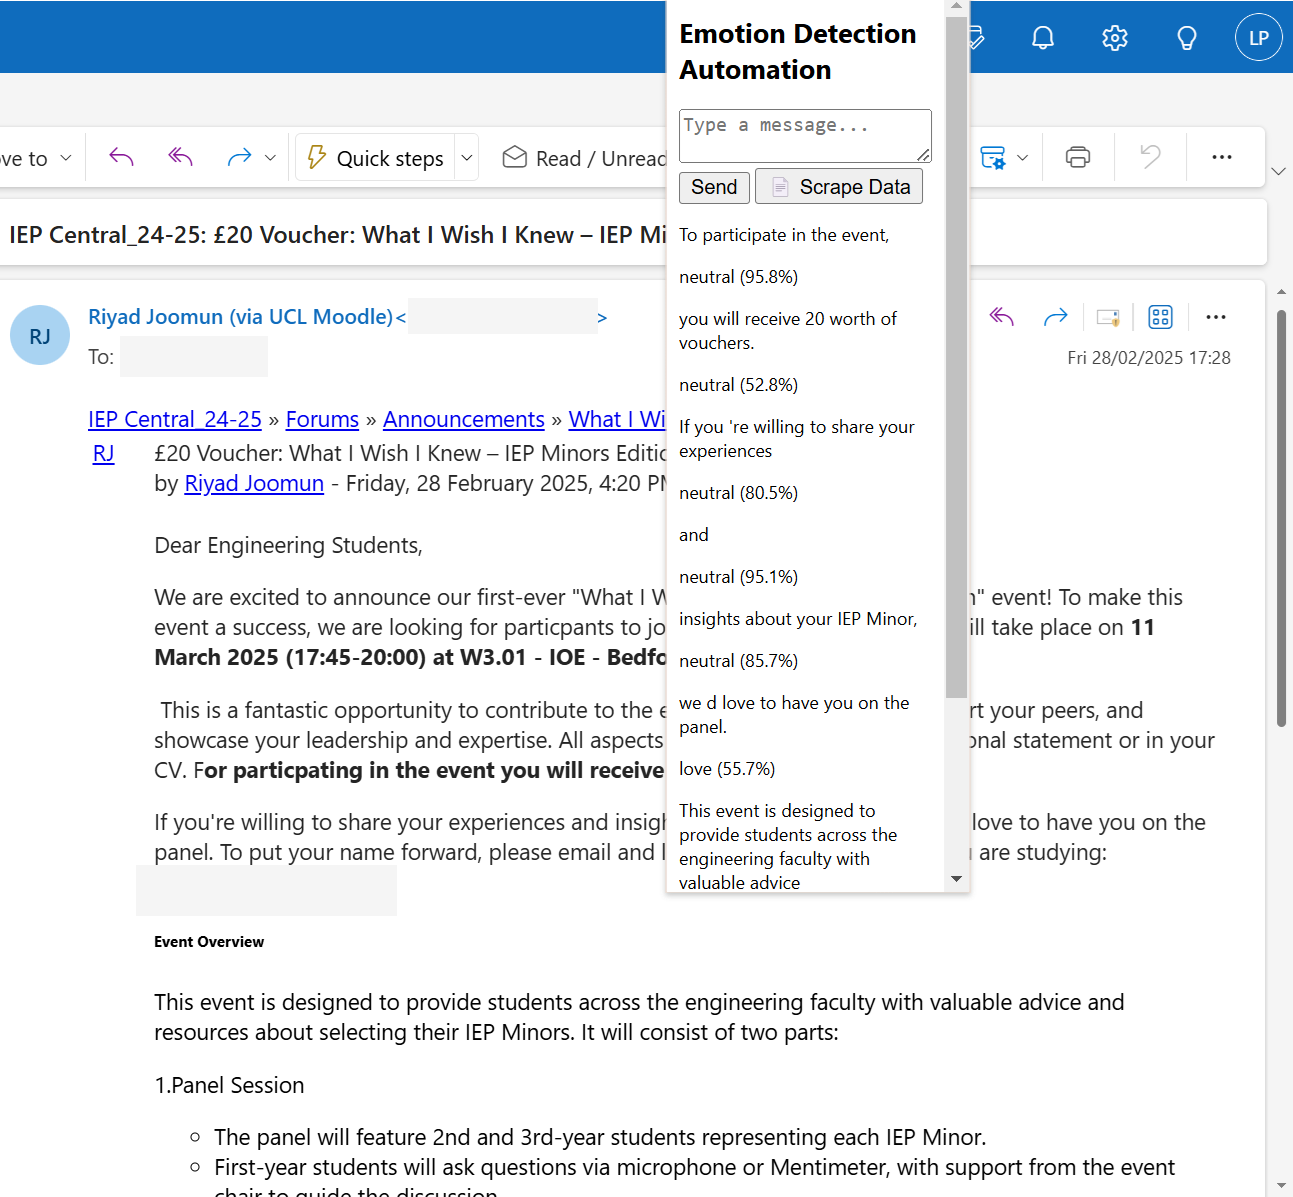 LP
ve to
Quick steps
Read / Unread
IEP Central_24-25: £20 Voucher: What I Wish I Knew – IEP Mi
RJ
Riyad Joomun (via UCL Moodle)< >
To:
Fri 28/02/2025 17:28
IEP Central_24-25 » Forums » Announcements » What I Wi
RJ
£20 Voucher: What I Wish I Knew – IEP Minors Editic
by Riyad Joomun - Friday, 28 February 2025, 4:20 PM
Dear Engineering Students,
We are excited to announce our first-ever "What I W n" event! To make this
event a success, we are looking for particpants to jo ill take place on 11
March 2025 (17:45-20:00) at W3.01 - IOE - Bedfo
This is a fantastic opportunity to contribute to the e rt your peers, and
showcase your leadership and expertise. All aspects onal statement or in your
CV. For particpating in the event you will receive
If you're willing to share your experiences and insigh love to have you on the
panel. To put your name forward, please email and l are studying:
Event Overview
This event is designed to provide students across the engineering faculty with valuable advice and
resources about selecting their IEP Minors. It will consist of two parts:
1.Panel Session
The panel will feature 2nd and 3rd-year students representing each IEP Minor.
First-year students will ask questions via microphone or Mentimeter, with support from the event
chair to guide the discussion.
Emotion Detection
Automation
Type a message...
Send
Scrape Data
To participate in the event,
neutral (95.8%)
you will receive 20 worth of
vouchers.
neutral (52.8%)
If you 're willing to share your
experiences
neutral (80.5%)
and
neutral (95.1%)
insights about your IEP Minor,
neutral (85.7%)
we d love to have you on the
panel.
love (55.7%)
This event is designed to
provide students across the
engineering faculty with
valuable advice